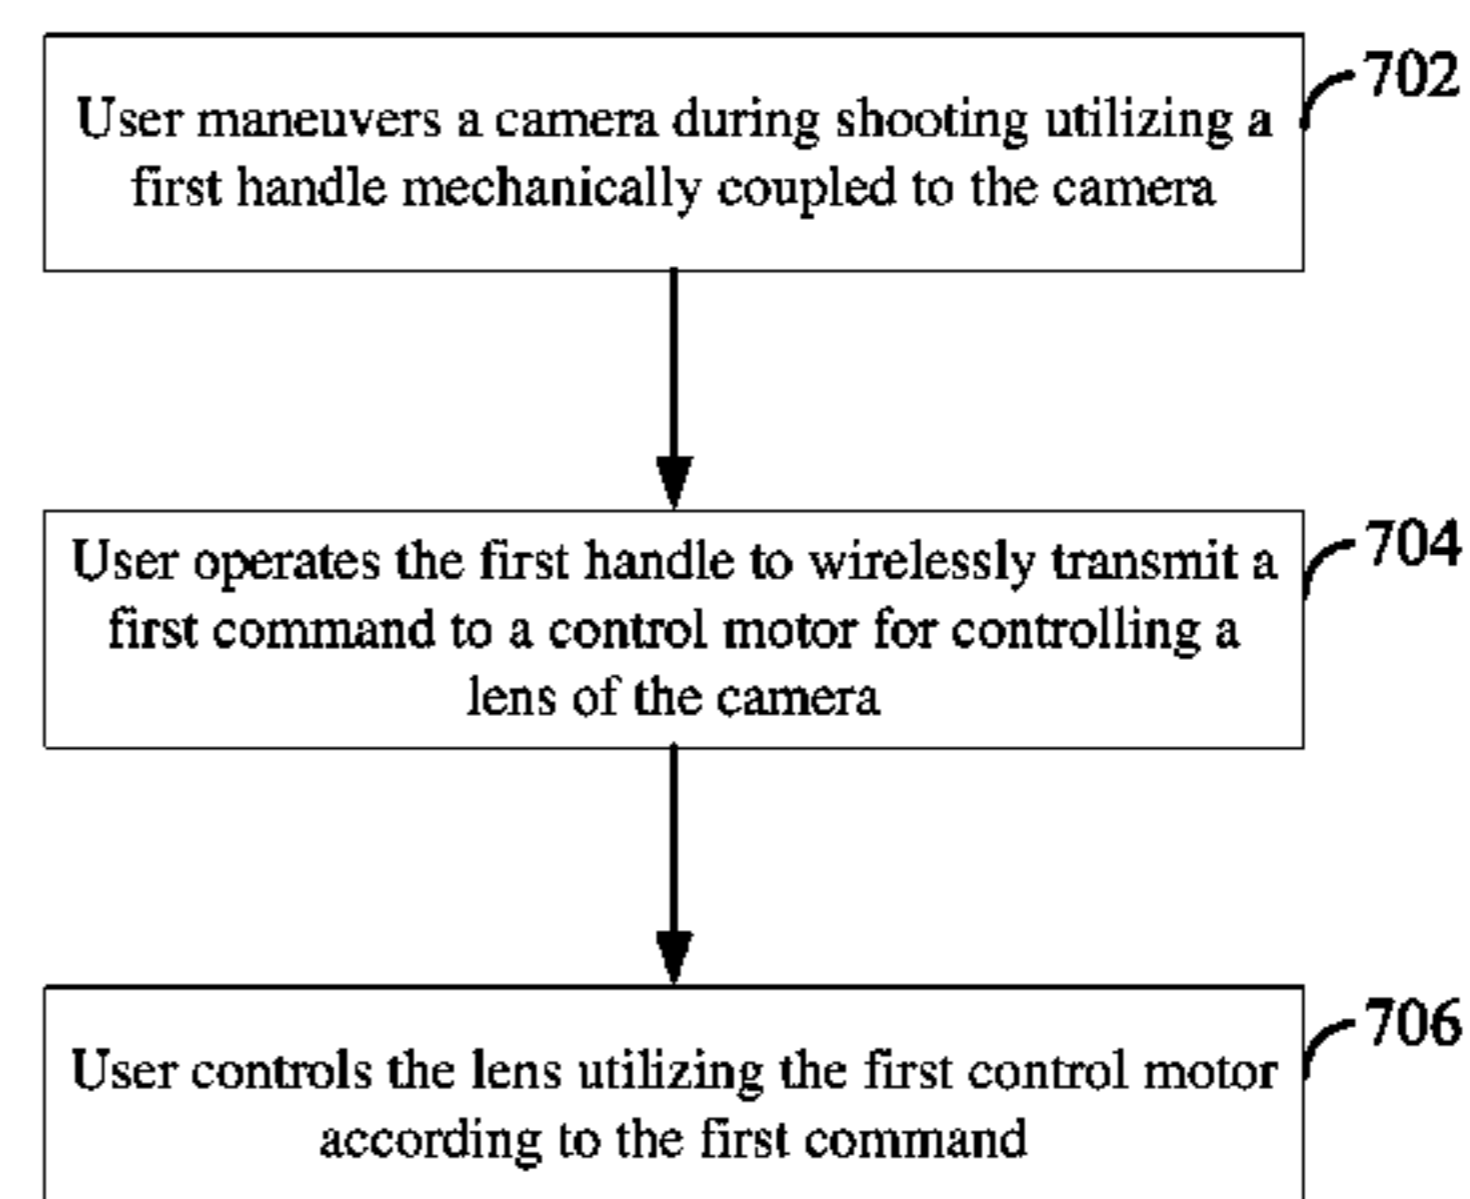 User maneuvers a camera during shooting utilizing a
first handle mechanically coupled to the camera
702
User operates the first handle to wirelessly transmit a
first command to a control motor for controlling a
lens of the camera
704
User controls the lens utilizing the first control motor
according to the first command
706